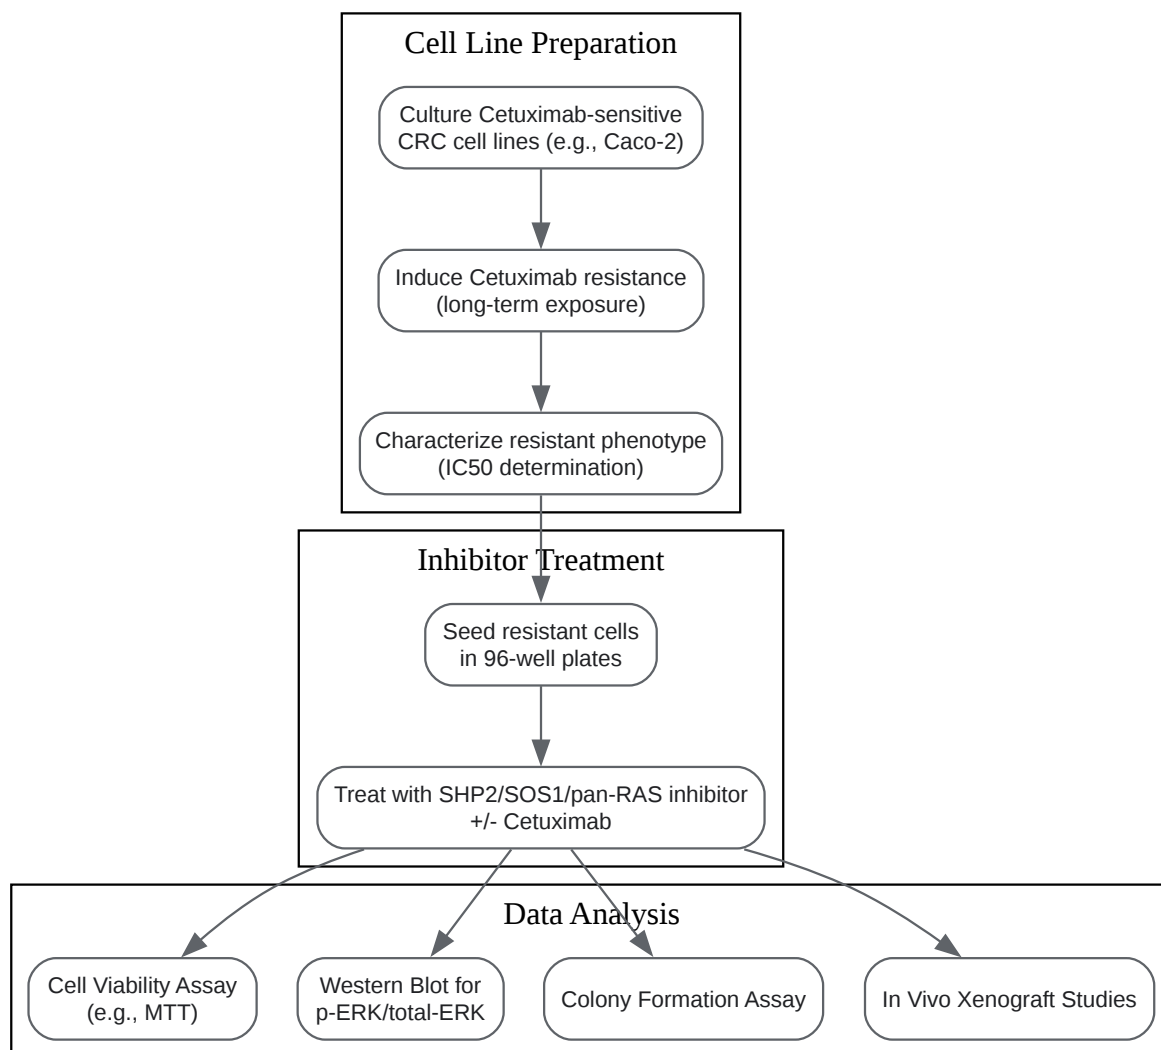 Cell Line Preparation
Culture Cetuximab-sensitive
CRC cell lines (e.g., Caco-2)
Induce Cetuximab resistance
(long-term exposure)
Characterize resistant phenotype
(IC50 determination)
Inhibitor Treatment
Seed resistant cells
in 96-well plates
Treat with SHP2/SOS1/pan-RAS inhibitor
+/- Cetuximab
Data Analysis
Cell Viability Assay
(e.g., MTT)
Western Blot for
p-ERK/total-ERK
Colony Formation Assay
In Vivo Xenograft Studies